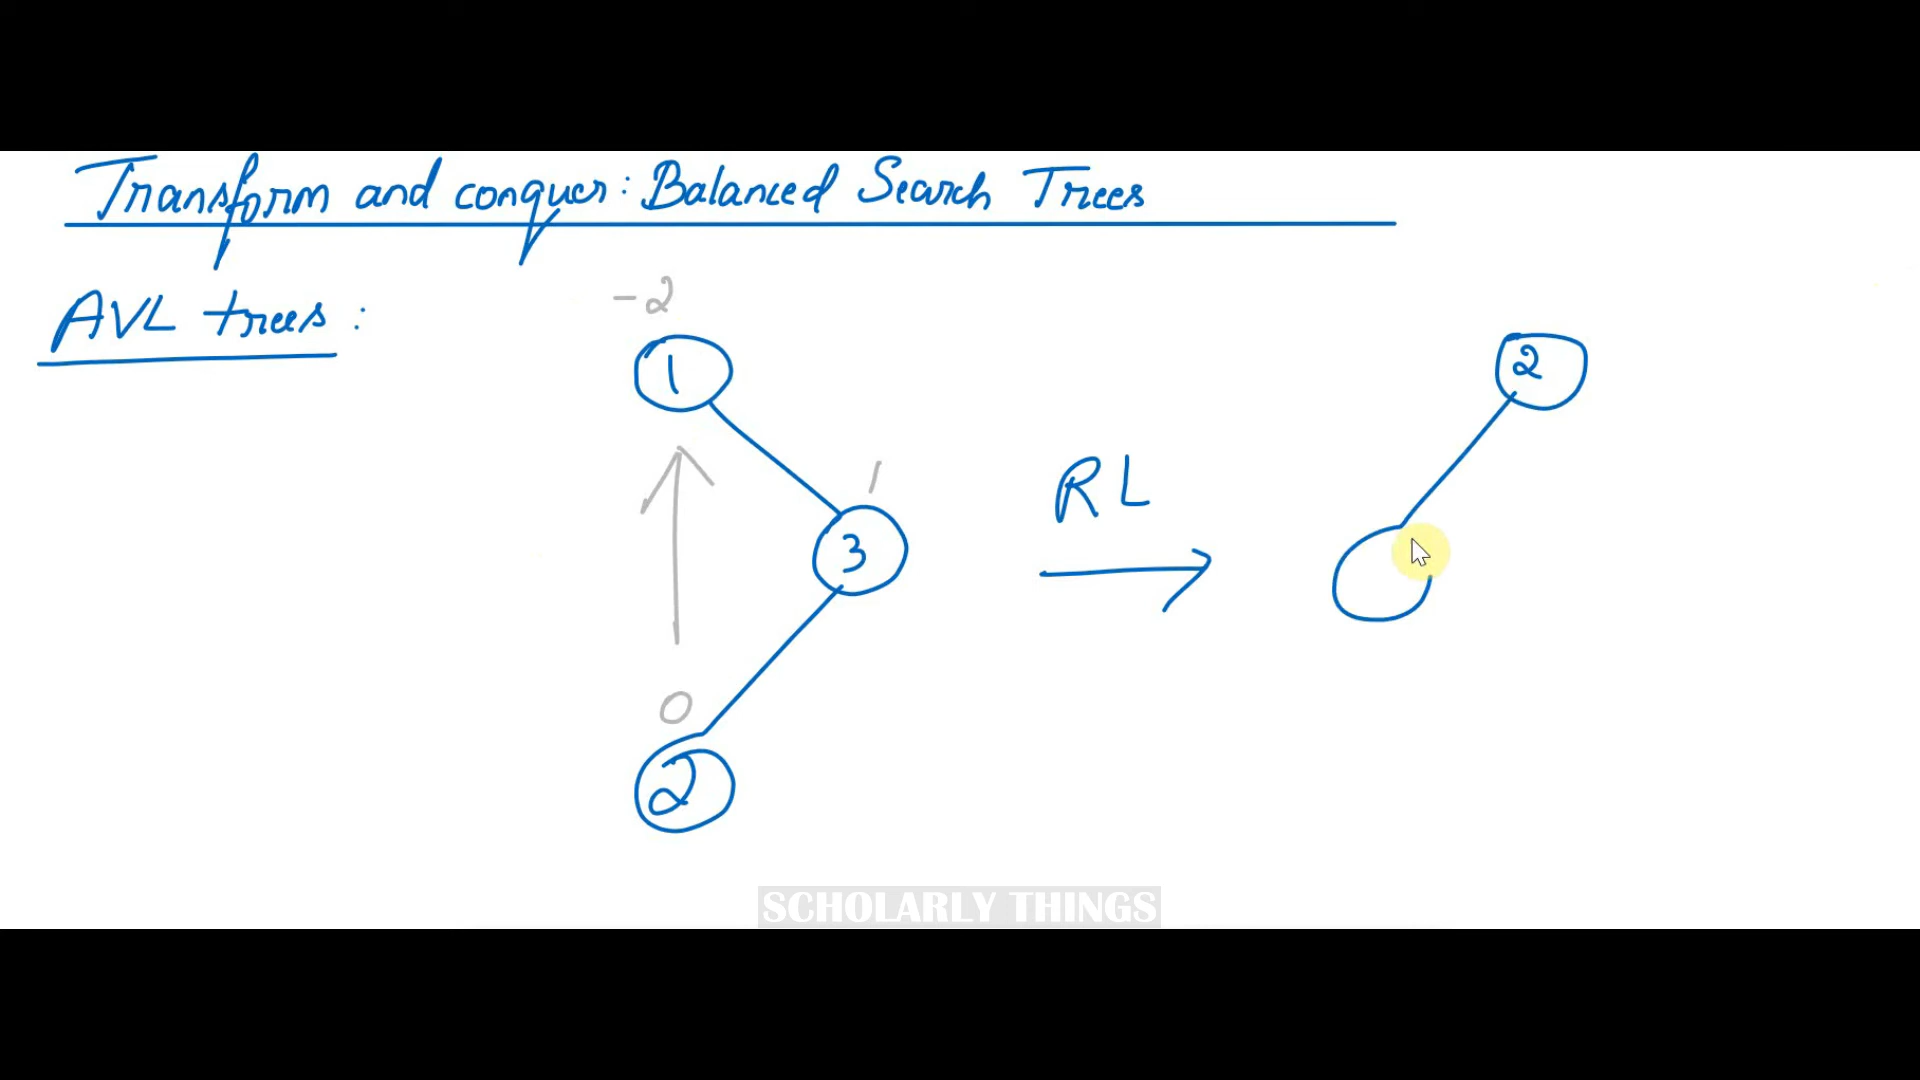 Transform and conquer: Balanced Search Trees
AVL trees:
-2
1
1
3
0
2
RL
2
SCHOLARLY THINGS